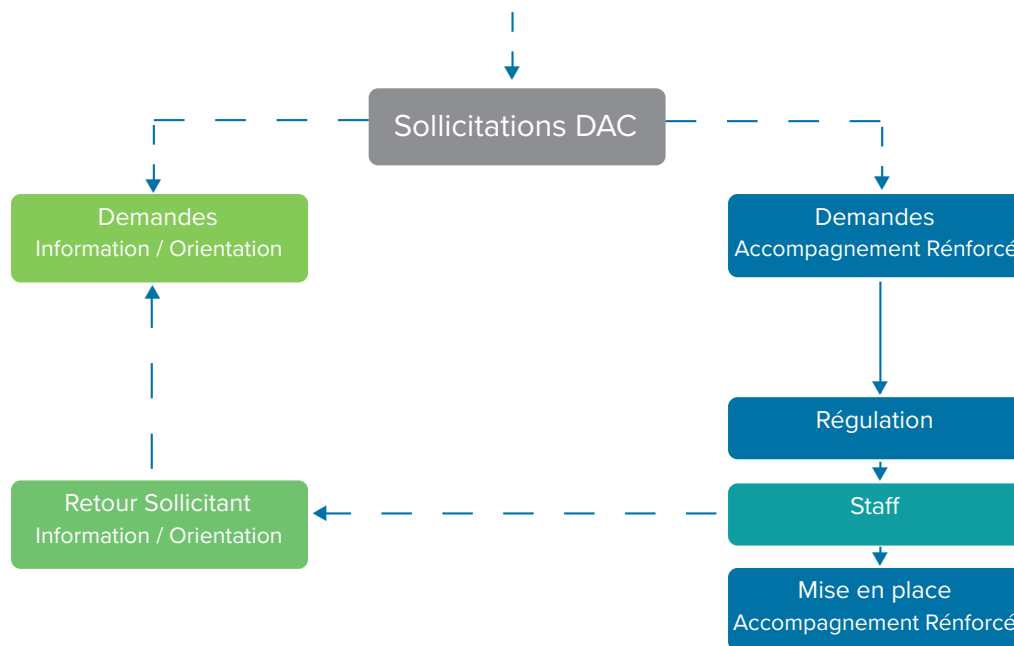 Sollicitations DAC
Demandes
Information / Orientation
Demandes
Accompagnement Rénforcé
Régulation
Retour Sollicitant
Information / Orientation
Staff
Mise en place
Accompagnement Rénforcé